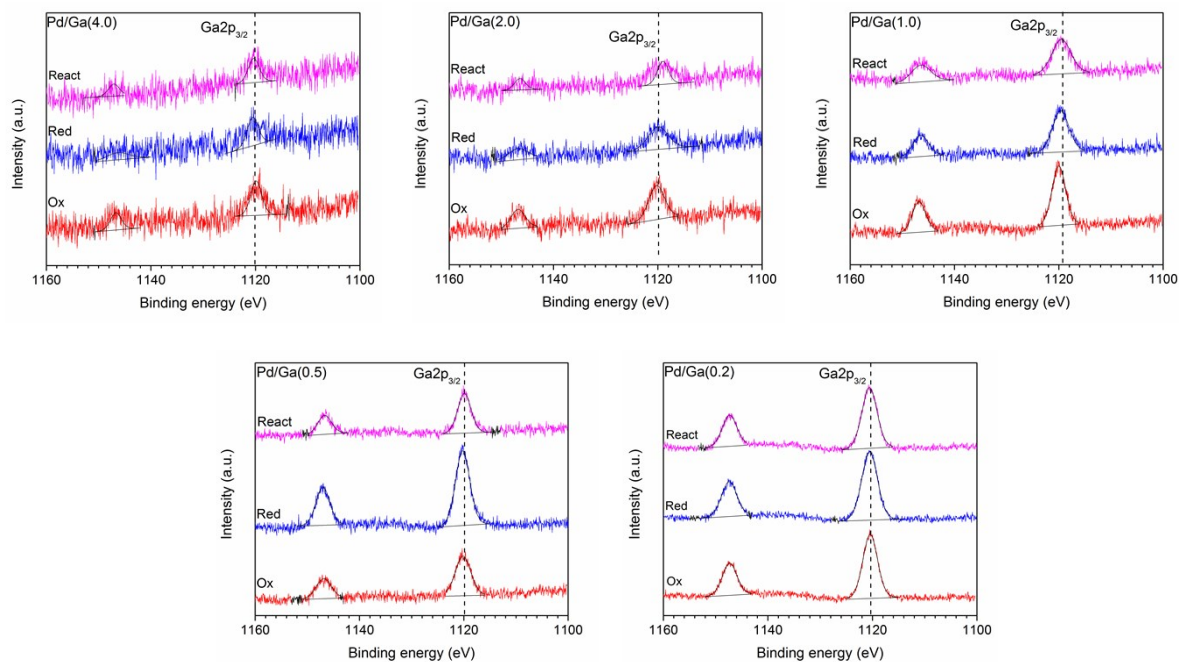 Pd/Ga(4.0)
Ga2p3/2
React
Red
Ox
Intensity (a.u.)
1160 1140 1120 1100
Binding energy (eV)
Pd/Ga(2.0)
Ga2p3/2
React
Red
Ox
Intensity (a.u.)
1160 1140 1120 1100
Binding energy (eV)
Pd/Ga(1.0)
Ga2p3/2
React
Red
Ox
Intensity (a.u.)
1160 1140 1120 1100
Binding energy (eV)
Pd/Ga(0.5)
Ga2p3/2
React
Red
Ox
Intensity (a.u.)
1160 1140 1120 1100
Binding energy (eV)
Pd/Ga(0.2)
Ga2p3/2
React
Red
Ox
Intensity (a.u.)
1160 1140 1120 1100
Binding energy (eV)